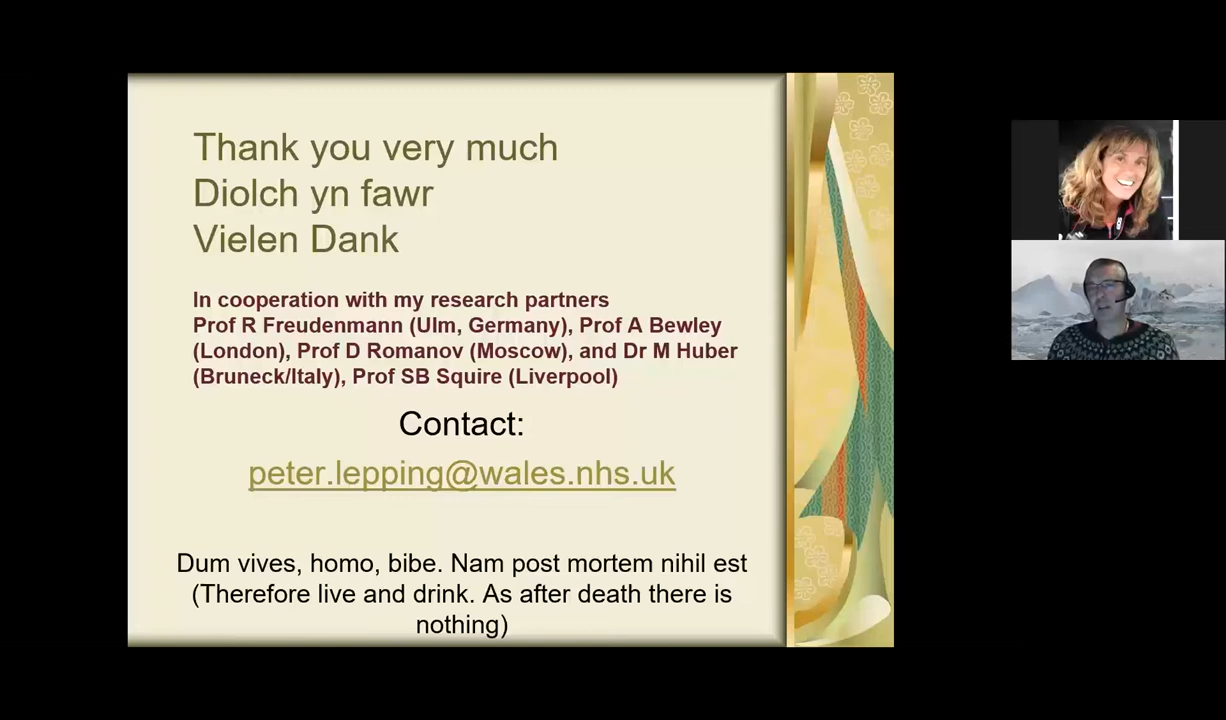 Thank you very much
Diolch yn fawr
Vielen Dank
In cooperation with my research partners
Prof R Freudenmann (Ulm, Germany), Prof A Bewley
(London), Prof D Romanov (Moscow), and Dr M Huber
(Bruneck/Italy), Prof SB Squire (Liverpool)
Contact:
peter.lepping@wales.nhs.uk
Dum vives, homo, bibe. Nam post mortem nihil est
(Therefore live and drink. As after death there is
nothing)